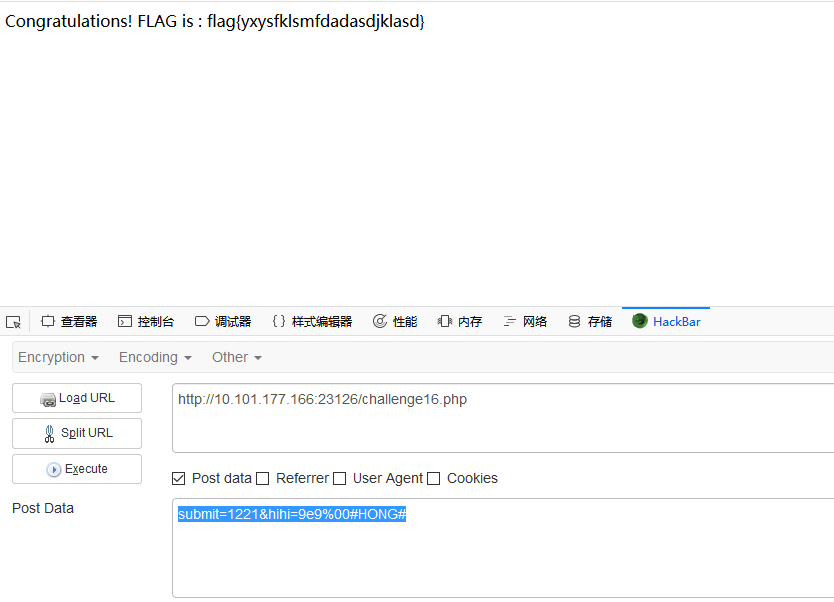 Congratulations! FLAG is : flag{yxysfklsmfdadasdjklasd}
查看器 控制台 调试器 {} 样式编辑器 性能 内存 网络 存储 HackBar
Encryption Encoding Other
Load URL
http://10.101.177.166:23126/challenge16.php
Split URL
Execute
Post data Referrer User Agent Cookies
Post Data
submit=1221&hihi=9e9%00#HONG#